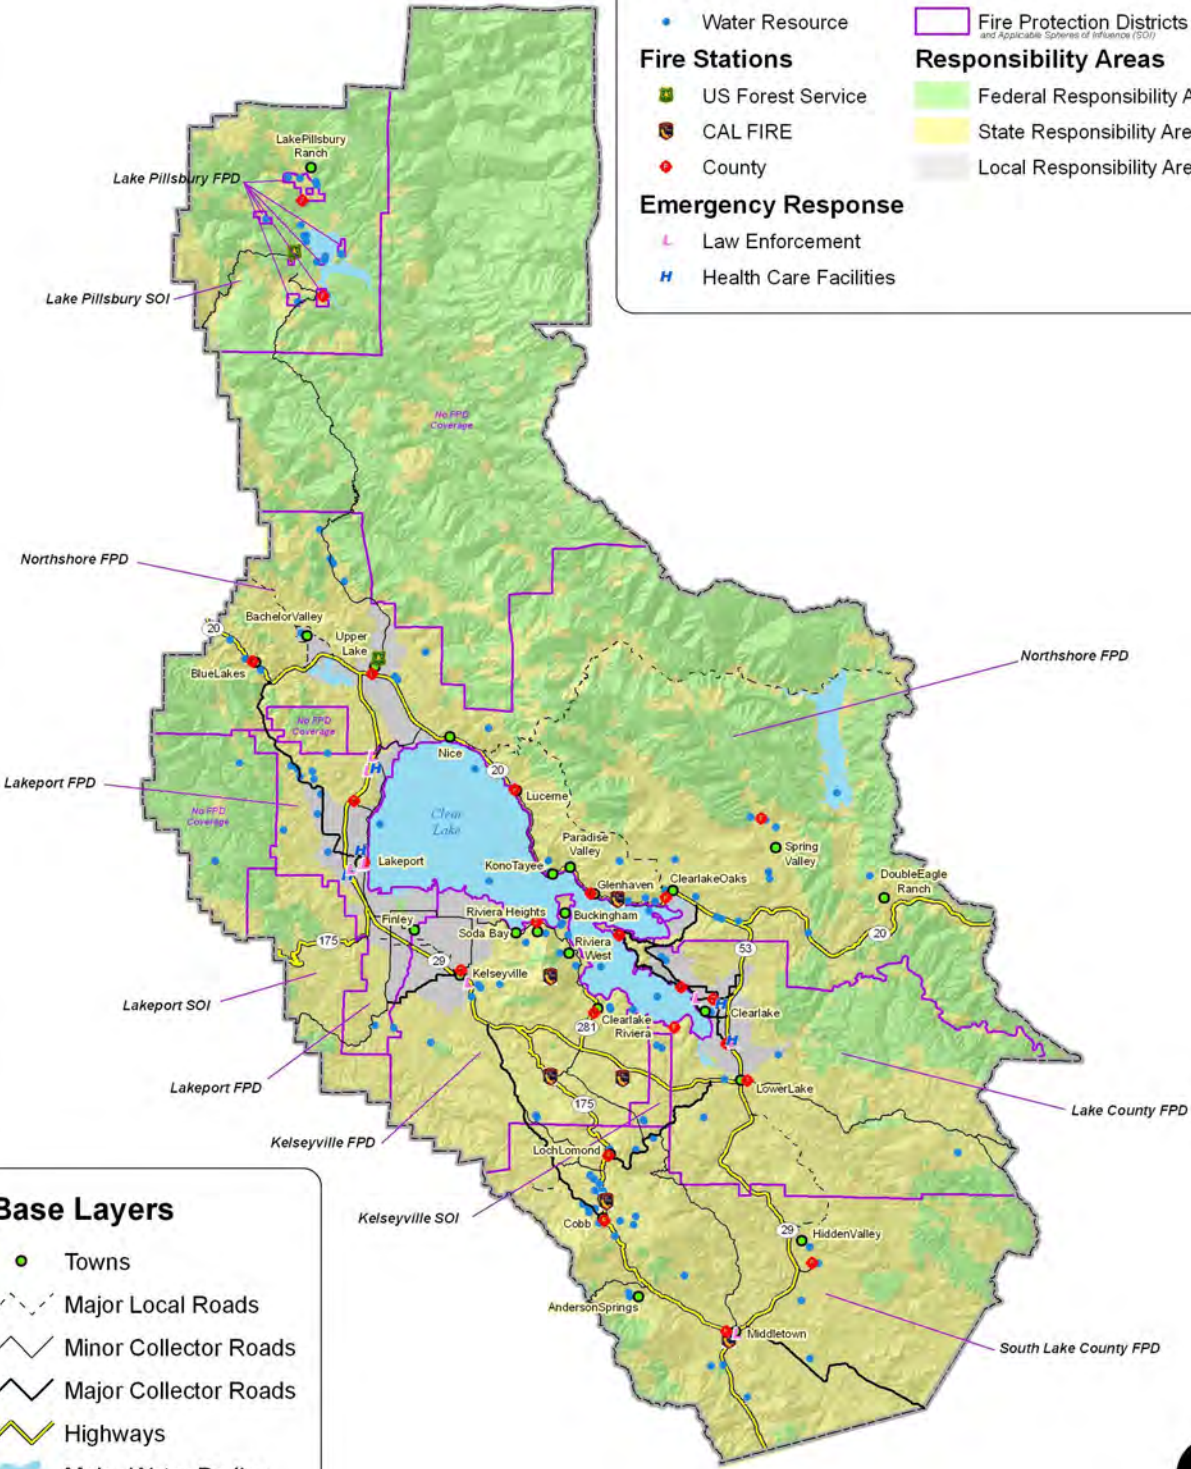 Water Resource
Fire Protection Districts
and Applicable Spheres of Influence (SOI)
Fire Stations
Responsibility Areas
US Forest Service
Federal Responsibility A
CAL FIRE
State Responsibility Are
County
Local Responsibility Are
Emergency Response
L Law Enforcement
H Health Care Facilities
LakePillsbury
Ranch
Lake Pillsbury FPD
Lake Pillsbury SOI
No FPD
Coverage
Northshore FPD
BachelorValley
20
Upper
Lake
BlueLakes
Northshore FPD
No FPD
Coverage
Nice
H
20
Lakeport FPD
Lucerne
No FPD
Coverage
Clear
Lake
Paradise
Valley
Spring
Valley
H
Lakeport
KonoTayee
DoubleEagle
Ranch
H
Glenhaven
ClearlakeOaks
Riviera Heights
Buckingham
Finley
Soda Bay
20
175
Riviera
West
53
29
Kelseyville
Lakeport SOI
H
Clearlake
Clearlake
Riviera
281
H
Lakeport FPD
LowerLake
175
Lake County FPD
Kelseyville FPD
LochLomond
Kelseyville SOI
Cobb
29
HiddenValley
AndersonSprings
Middletown
South Lake County FPD
Base Layers
Towns
Major Local Roads
Minor Collector Roads
Major Collector Roads
Highways